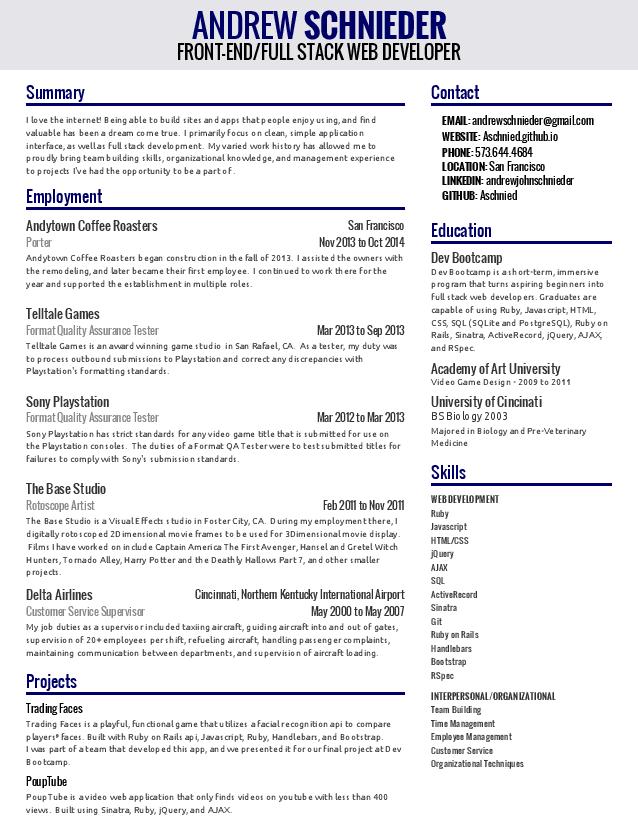 ANDREW SCHNIEDER
FRONT-END/FULL STACK WEB DEVELOPER
Summary
I love the internet! Being able to build sites and apps that people enjoy using, and find
valuable has been a dream come true. I primarily focus on clean, simple application
interface, as well as full stack development. My varied work history has allowed me to
proudly bring team building skills, organizational knowledge, and management experience
to projects I've had the opportunity to be a part of.
Employment
Andytown Coffee Roasters San Francisco
Porter Nov 2013 to Oct 2014
Andytown Coffee Roasters began construction in the fall of 2013. I assisted the owners with
the remodeling, and later became their first employee. I continued to work there for the
year and supported the establishment in multiple roles.
Telltale Games
Format Quality Assurance Tester Mar 2013 to Sep 2013
Telltale Games is an award winning game studio in San Rafael, CA. As a tester, my duty was
to process outbound submissions to Playstation and correct any discrepancies with
Playstation's formatting standards.
Sony Playstation
Format Quality Assurance Tester Mar 2012 to Mar 2013
Sony Playstation has strict standards for any video game title that is submitted for use on
the Playstation consoles. The duties of a Format QA Tester were to test submitted titles for
failures to comply with Sony's submission standards.
The Base Studio
Rotoscope Artist Feb 2011 to Nov 2011
The Base Studio is a Visual Effects studio in Foster City, CA. During my employment there, I
digitally rotoscoped 2Dimensional movie frames to be used for 3Dimensional movie display.
Films I have worked on include Captain America The First Avenger, Hansel and Gretel Witch
Hunters, Tornado Alley, Harry Potter and the Deathly Hallows Part 7, and other smaller
projects.
Delta Airlines Cincinnati, Northern Kentucky International Airport
Customer Service Supervisor May 2000 to May 2007
My job duties as a supervisor included taxiing aircraft, guiding aircraft into and out of gates,
supervision of 20+ employees per shift, refueling aircraft, handling passenger complaints,
maintaining communication between departments, and supervision of aircraft loading.
Projects
Trading Faces
Trading Faces is a playful, functional game that utilizes a facial recognition api to compare
players' faces. Built with Ruby on Rails api, Javascript, Ruby, Handlebars, and Bootstrap.
I was part of a team that developed this app, and we presented it for our final project at Dev
Bootcamp.
PoupTube
PoupTube is a video web application that only finds videos on youtube with less than 400
views. Built using Sinatra, Ruby, jQuery, and AJAX.
Contact
EMAIL: andrewschnieder@gmail.com
WEBSITE: Aschnied.github.io
PHONE: 573.644.4684
LOCATION: San Francisco
LINKEDIN: andrewjohnschnieder
GITHUB: Aschnied
Education
Dev Bootcamp
Dev Bootcamp is a short-term, immersive
program that turns aspiring beginners into
full stack web developers. Graduates are
capable of using Ruby, Javascript, HTML,
CSS, SQL (SQLite and PostgreSQL), Ruby on
Rails, Sinatra, ActiveRecord, jQuery, AJAX,
and RSpec.
Academy of Art University
Video Game Design - 2009 to 2011
University of Cincinati
BS Biology 2003
Majored in Biology and Pre-Veterinary
Medicine
Skills
WEB DEVELOPMENT
Ruby
Javascript
HTML/CSS
jQuery
AJAX
SQL
ActiveRecord
Sinatra
Git
Ruby on Rails
Handlebars
Bootstrap
RSpec
INTERPERSONAL/ORGANIZATIONAL
Team Building
Time Management
Employee Management
Customer Service
Organizational Techniques